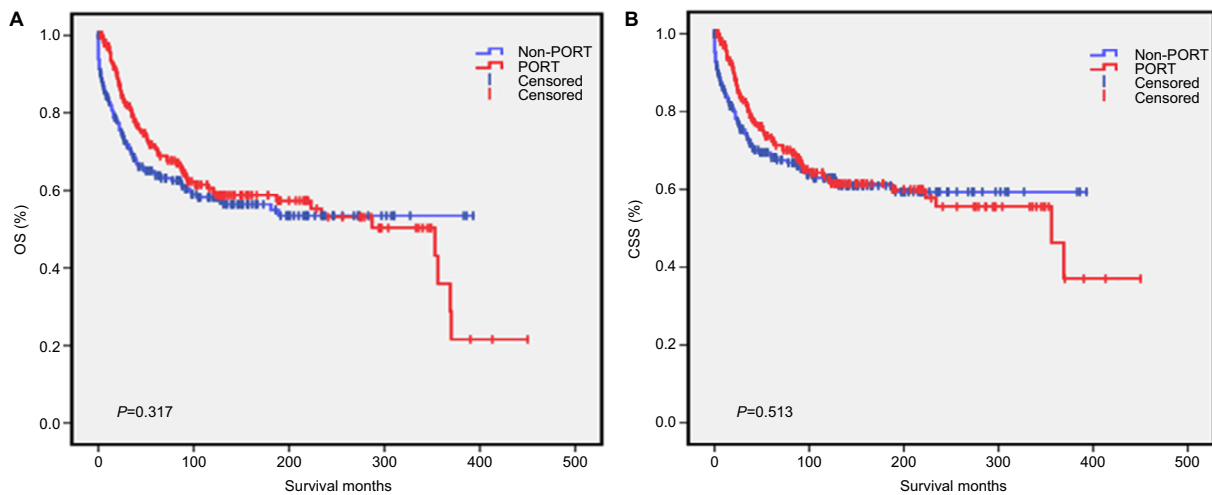 A
OS (%)
1.0
0.8
0.6
0.4
0.2
0.0
Non-PORT
PORT
Censored
Censored
P=0.317
0 100 200 300 400 500
Survival months
B
CSS (%)
1.0
0.8
0.6
0.4
0.2
0.0
Non-PORT
PORT
Censored
Censored
P=0.513
0 100 200 300 400 500
Survival months